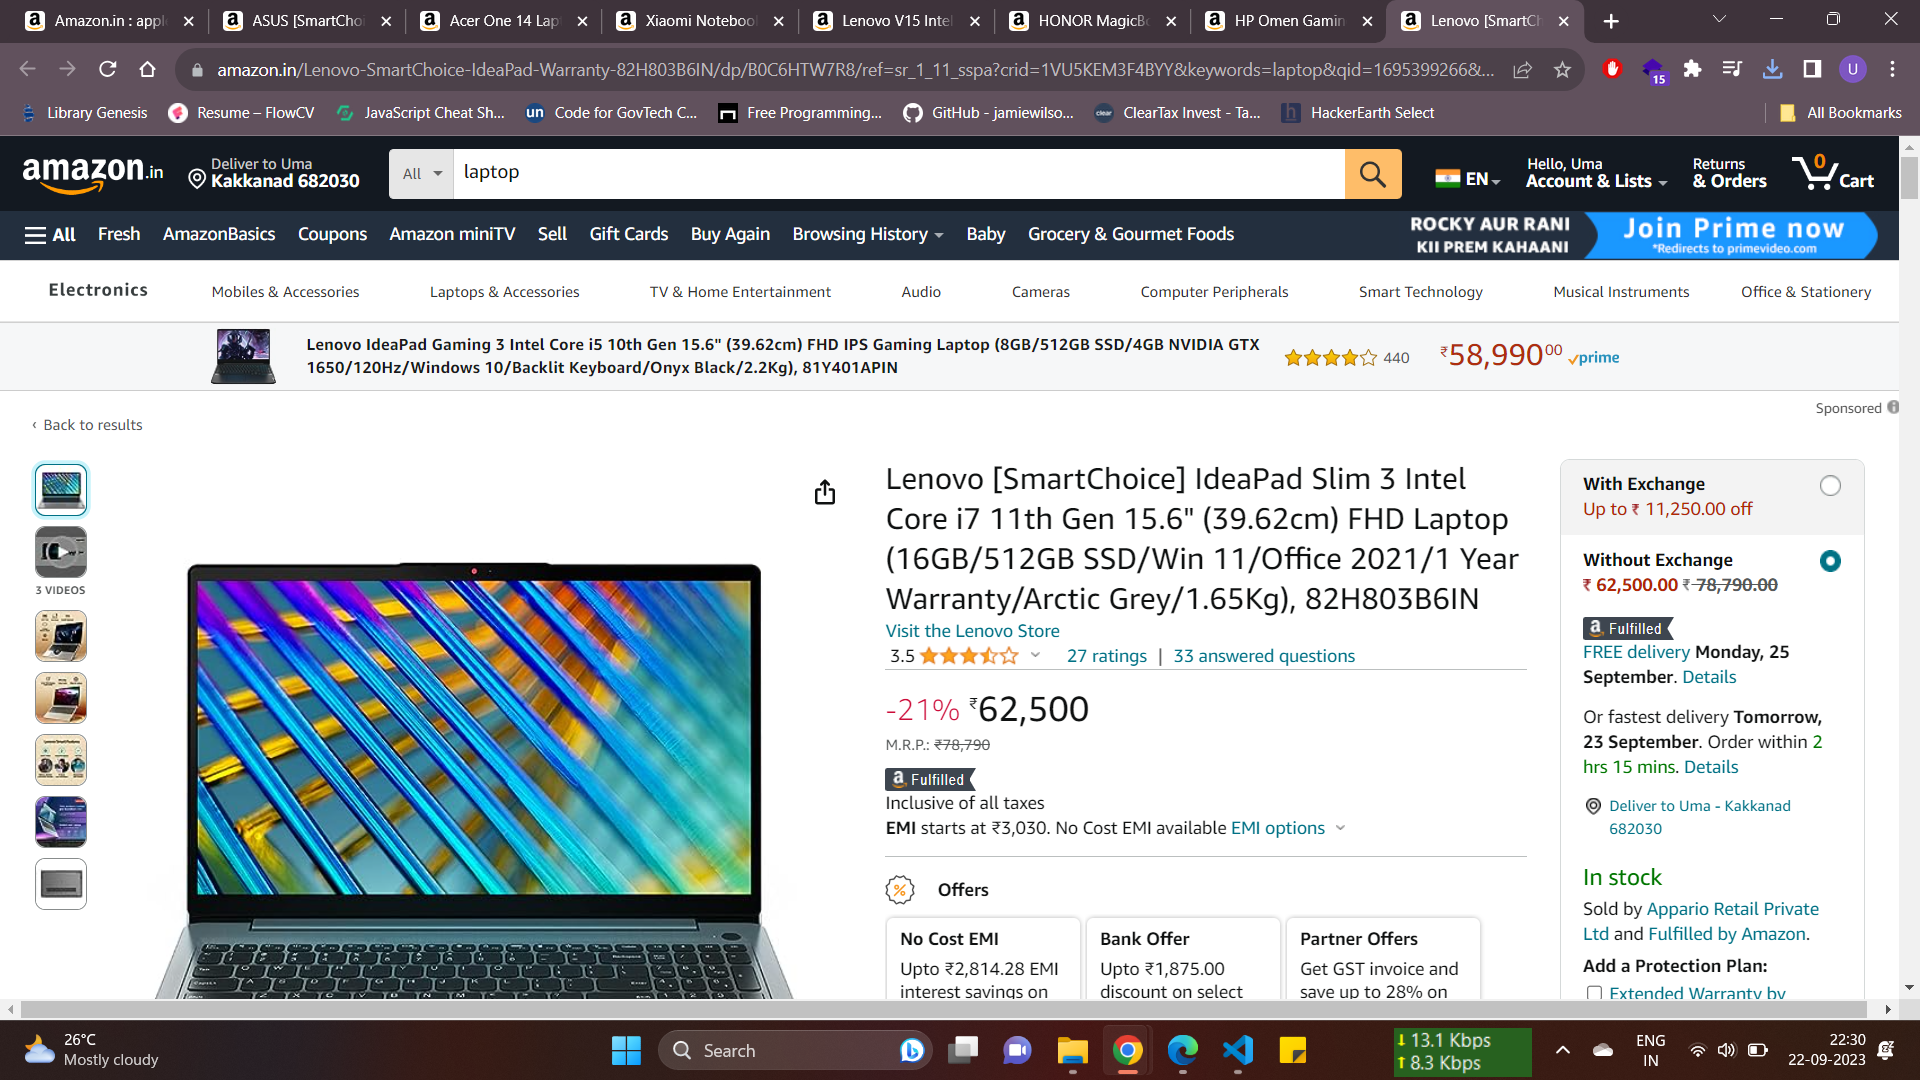 Amazon.in : appl
ASUS [SmartChoi
Acer One 14 Lap
Xiaomi Notebook
Lenovo V15 Intel
HONOR MagicBo
HP Omen Gamin
Lenovo [SmartCh
amazon.in/Lenovo-SmartChoice-IdeaPad-Warranty-82H803B6IN/dp/B0C6HTW7R8/ref=sr_1_11_sspa?crid=1VU5KEM3F4BYY&keywords=laptop&qid=1695399266&...
15
U
Library Genesis
Resume – FlowCV
JavaScript Cheat Sh...
un Code for GovTech C...
Free Programming...
GitHub - jamiewilso...
clear ClearTax Invest - Ta...
h HackerEarth Select
All Bookmarks
amazon.in
Deliver to Uma
Kakkanad 682030
All
laptop
EN
Hello, Uma
Account & Lists
Returns
& Orders
0
Cart
All
Fresh
AmazonBasics
Coupons
Amazon miniTV
Sell
Gift Cards
Buy Again
Browsing History
Baby
Grocery & Gourmet Foods
ROCKY AUR RANI
KII PREM KAHAANI
Join Prime now
*Redirects to primevideo.com
Electronics
Mobiles & Accessories
Laptops & Accessories
TV & Home Entertainment
Audio
Cameras
Computer Peripherals
Smart Technology
Musical Instruments
Office & Stationery
Lenovo IdeaPad Gaming 3 Intel Core i5 10th Gen 15.6" (39.62cm) FHD IPS Gaming Laptop (8GB/512GB SSD/4GB NVIDIA GTX
1650/120Hz/Windows 10/Backlit Keyboard/Onyx Black/2.2Kg), 81Y401APIN
440
₹58,99000
prime
Sponsored
‹ Back to results
3 VIDEOS
Lenovo [SmartChoice] IdeaPad Slim 3 Intel
Core i7 11th Gen 15.6" (39.62cm) FHD Laptop
(16GB/512GB SSD/Win 11/Office 2021/1 Year
Warranty/Arctic Grey/1.65Kg), 82H803B6IN
Visit the Lenovo Store
3.5
27 ratings | 33 answered questions
-21% ₹62,500
M.R.P.: ₹78,790
a Fulfilled
Inclusive of all taxes
EMI starts at ₹3,030. No Cost EMI available EMI options
Offers
No Cost EMI
Upto ₹2,814.28 EMI
interest savings on
Bank Offer
Upto ₹1,875.00
discount on select
Partner Offers
Get GST invoice and
save up to 28% on
With Exchange
Up to ₹ 11,250.00 off
Without Exchange
₹ 62,500.00 ₹ 78,790.00
a Fulfilled
FREE delivery Monday, 25
September. Details
Or fastest delivery Tomorrow,
23 September. Order within 2
hrs 15 mins. Details
Deliver to Uma - Kakkanad
682030
In stock
Sold by Appario Retail Private
Ltd and Fulfilled by Amazon.
Add a Protection Plan:
Extended Warranty by
26°C
Mostly cloudy
Search
13.1 Kbps
8.3 Kbps
ENG
IN
22:30
22-09-2023